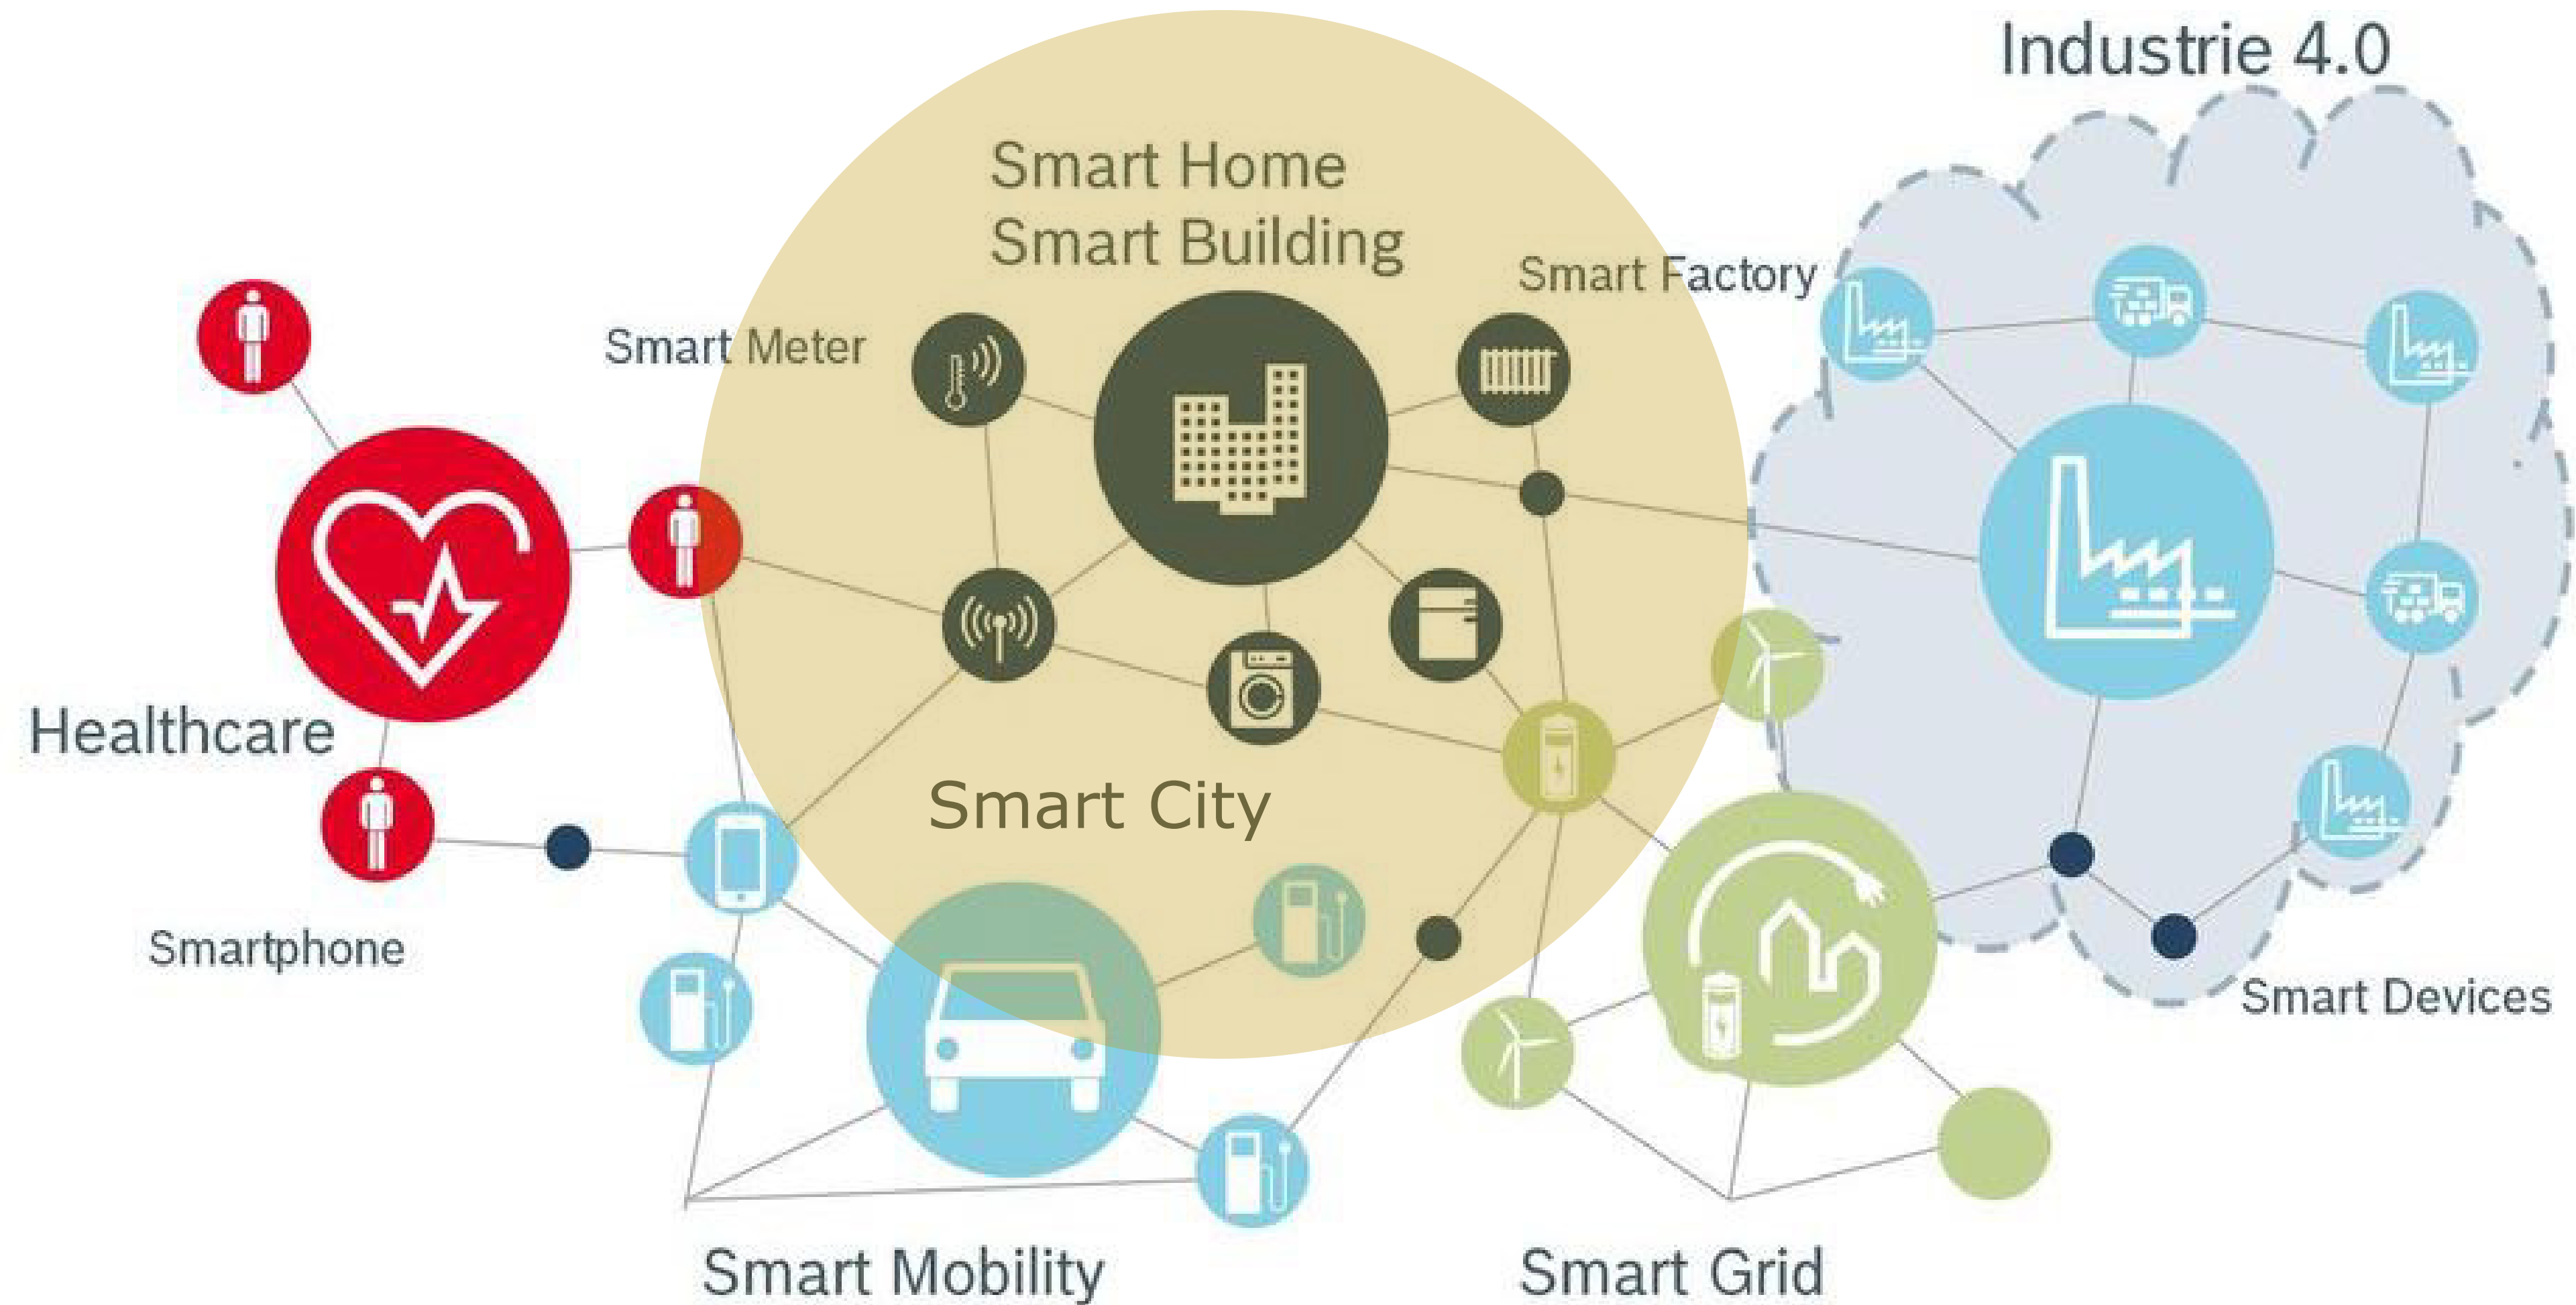 Industrie 4.0
Smart Home
Smart Building
Smart Factory
Smart Meter
Healthcare
Smart City
Smartphone
Smart Devices
Smart Mobility
Smart Grid